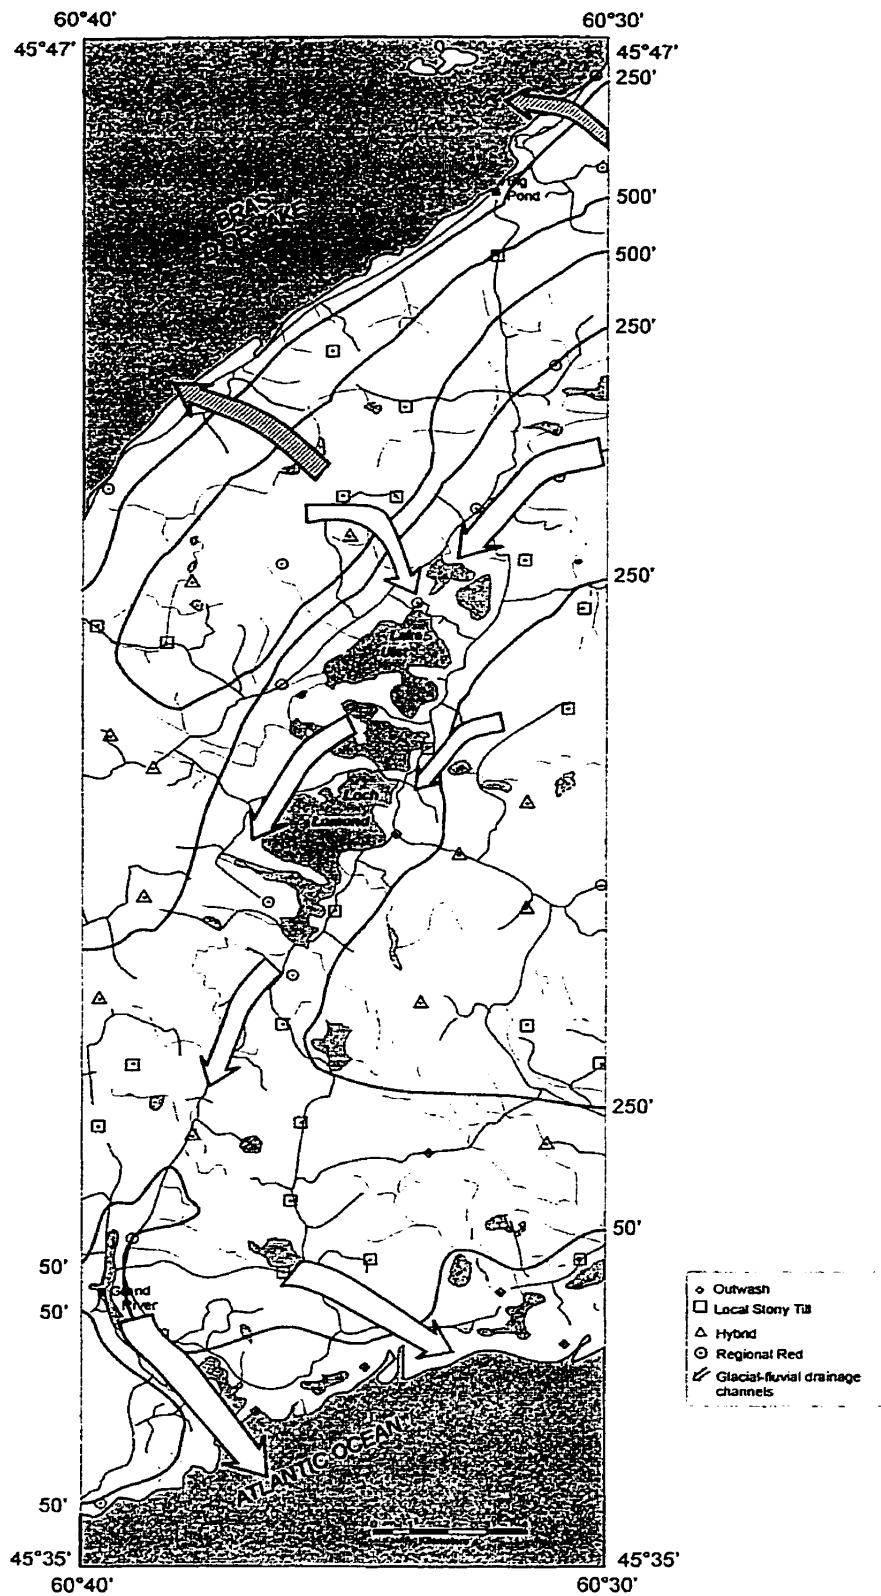 60°40'
60°30'
45°47'
45°47'
250'
Big
Pond
500'
BRAS
D'OR LAKE
500'
250'
250'
Lake
Uist
Loch
Lomond
250'
50'
50'
Grand
River
50'
Outwash
Local Stony Till
Hybrid
Regional Red
Glacial-fluvial drainage
channels
ATLANTIC OCEAN
50'
45°35'
45°35'
60°40'
60°30'